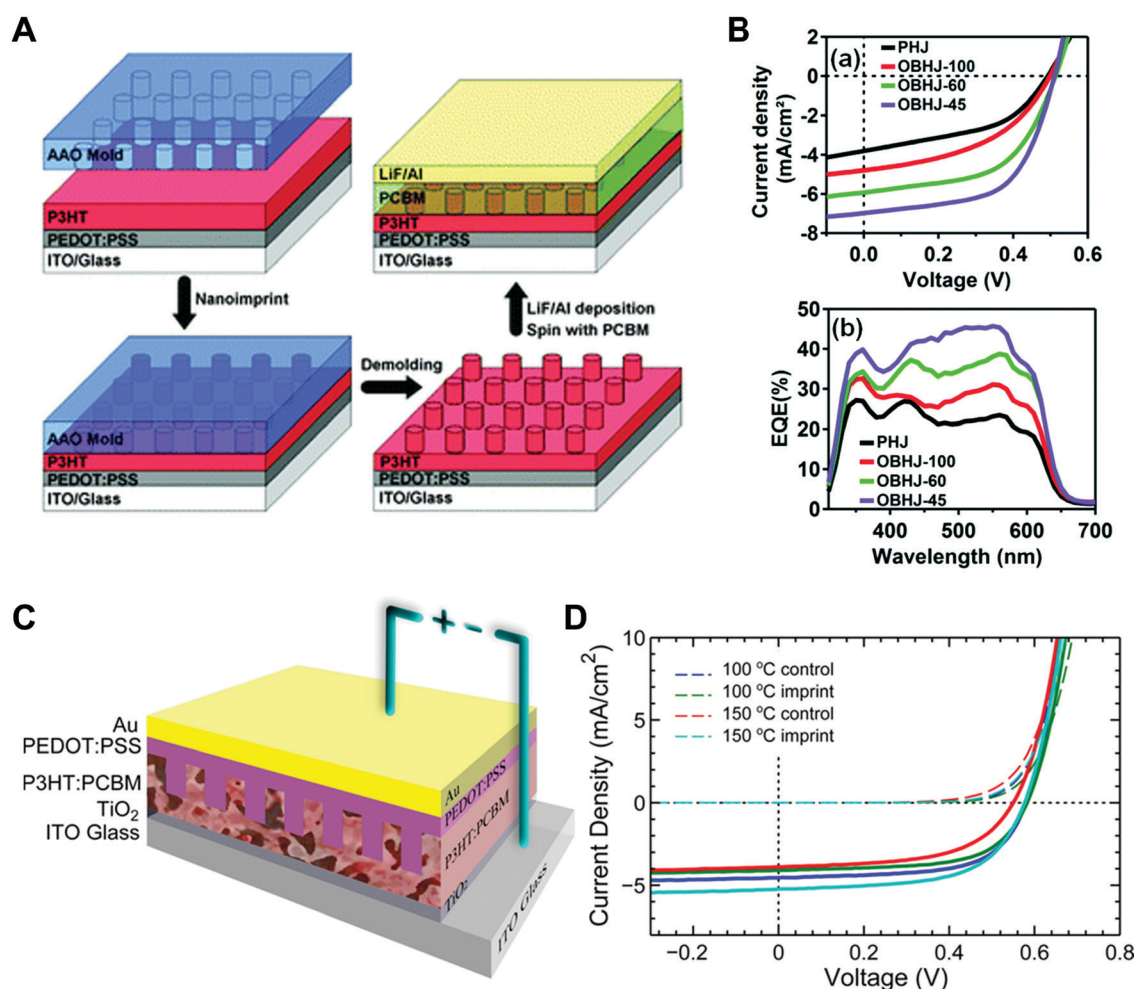 A
AAO Mold
P3HT
PEDOT:PSS
ITO/Glass
LiF/Al
PCBM
P3HT
PEDOT:PSS
ITO/Glass
Nanoimprint
LiF/Al deposition
Spin with PCBM
AAO Mold
P3HT
PEDOT:PSS
ITO/Glass
Demolding
P3HT
PEDOT:PSS
ITO/Glass
B
(a)
PHJ
OBHJ-100
OBHJ-60
OBHJ-45
Current density
(mA/cm²)
2
0
-2
-4
-6
-8
0.0 0.2 0.4 0.6
Voltage (V)
(b)
EQE(%)
50
40
30
20
10
0
PHJ
OBHJ-100
OBHJ-60
OBHJ-45
400 500 600 700
Wavelength (nm)
C
+ -
Au
PEDOT:PSS
P3HT:PCBM
TiO₂
ITO Glass
Au
PEDOT:PSS
P3HT:PCBM
TiO₂
ITO Glass
D
Current Density (mA/cm²)
10
5
0
−5
100 °C control
100 °C imprint
150 °C control
150 °C imprint
−0.2 0 0.2 0.4 0.6 0.8
Voltage (V)